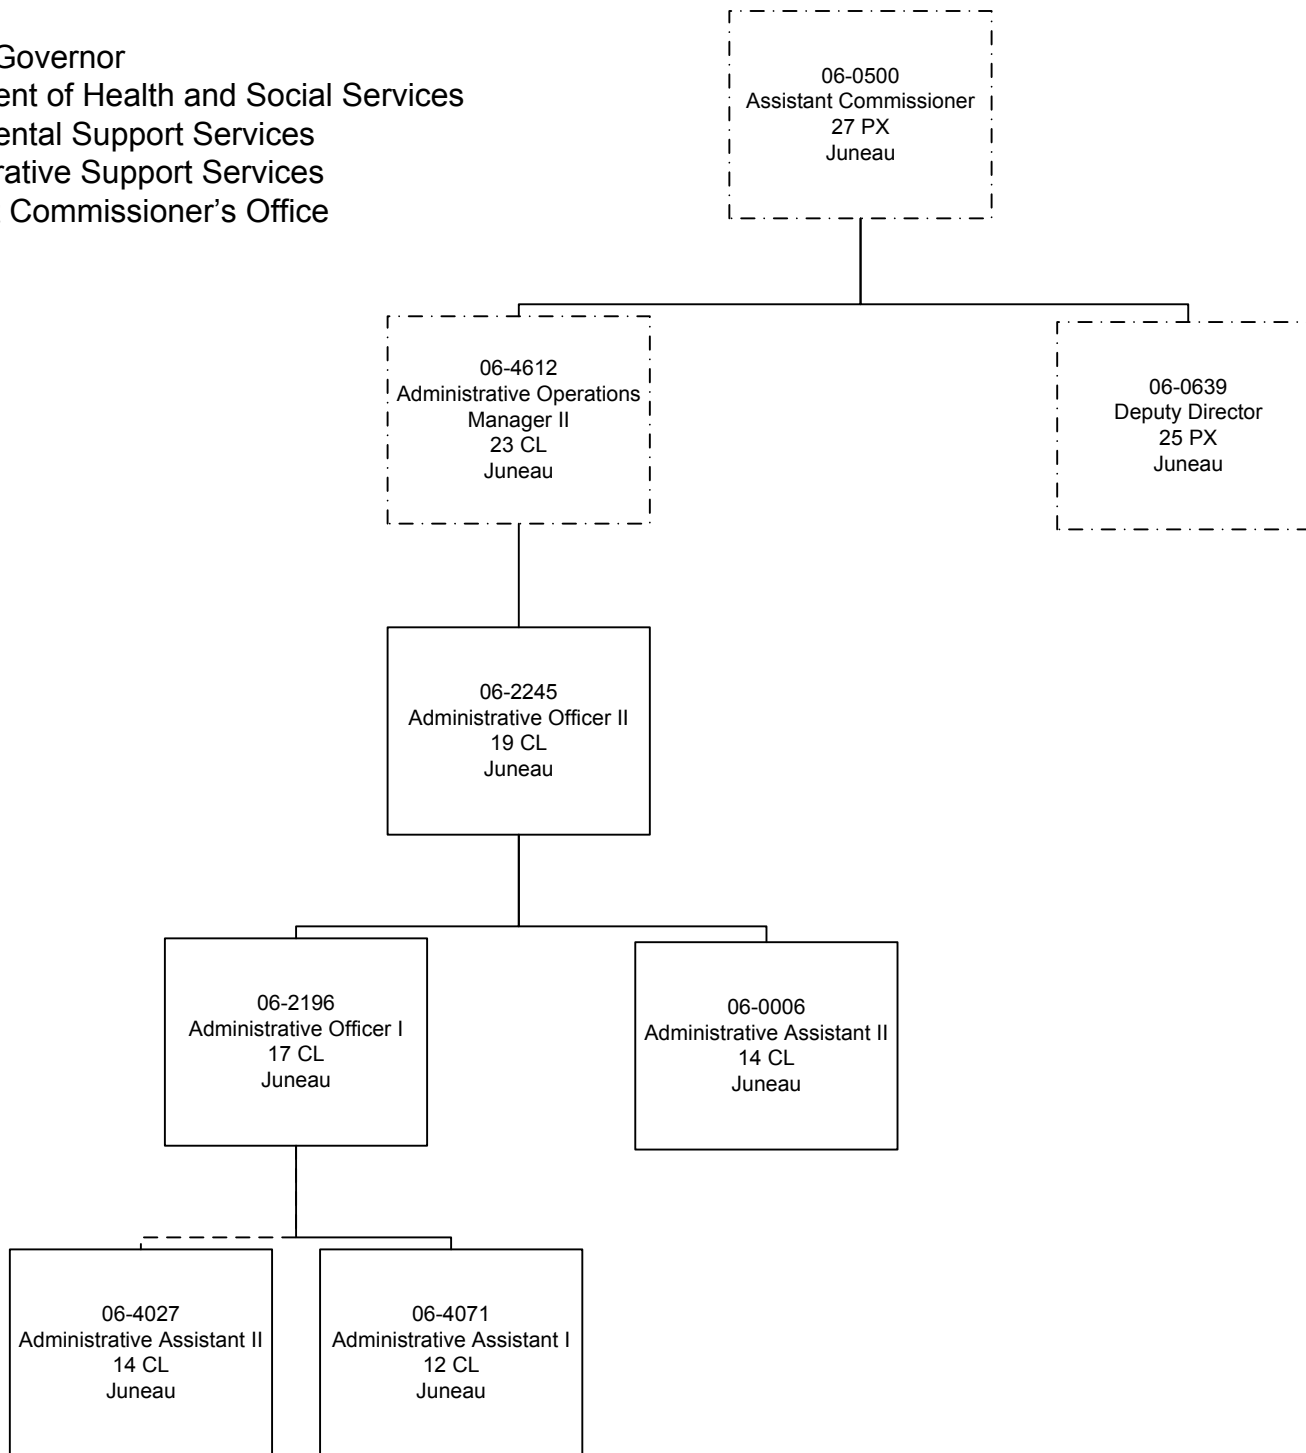 Governor
ent of Health and Social Services
ental Support Services
rative Support Services
Commissioner's Office
06-0500
Assistant Commissioner
27 PX
Juneau
06-4612
Administrative Operations
Manager II
23 CL
Juneau
06-0639
Deputy Director
25 PX
Juneau
06-2245
Administrative Officer II
19 CL
Juneau
06-2196
Administrative Officer I
17 CL
Juneau
06-0006
Administrative Assistant II
14 CL
Juneau
06-4027
Administrative Assistant II
14 CL
Juneau
06-4071
Administrative Assistant I
12 CL
Juneau